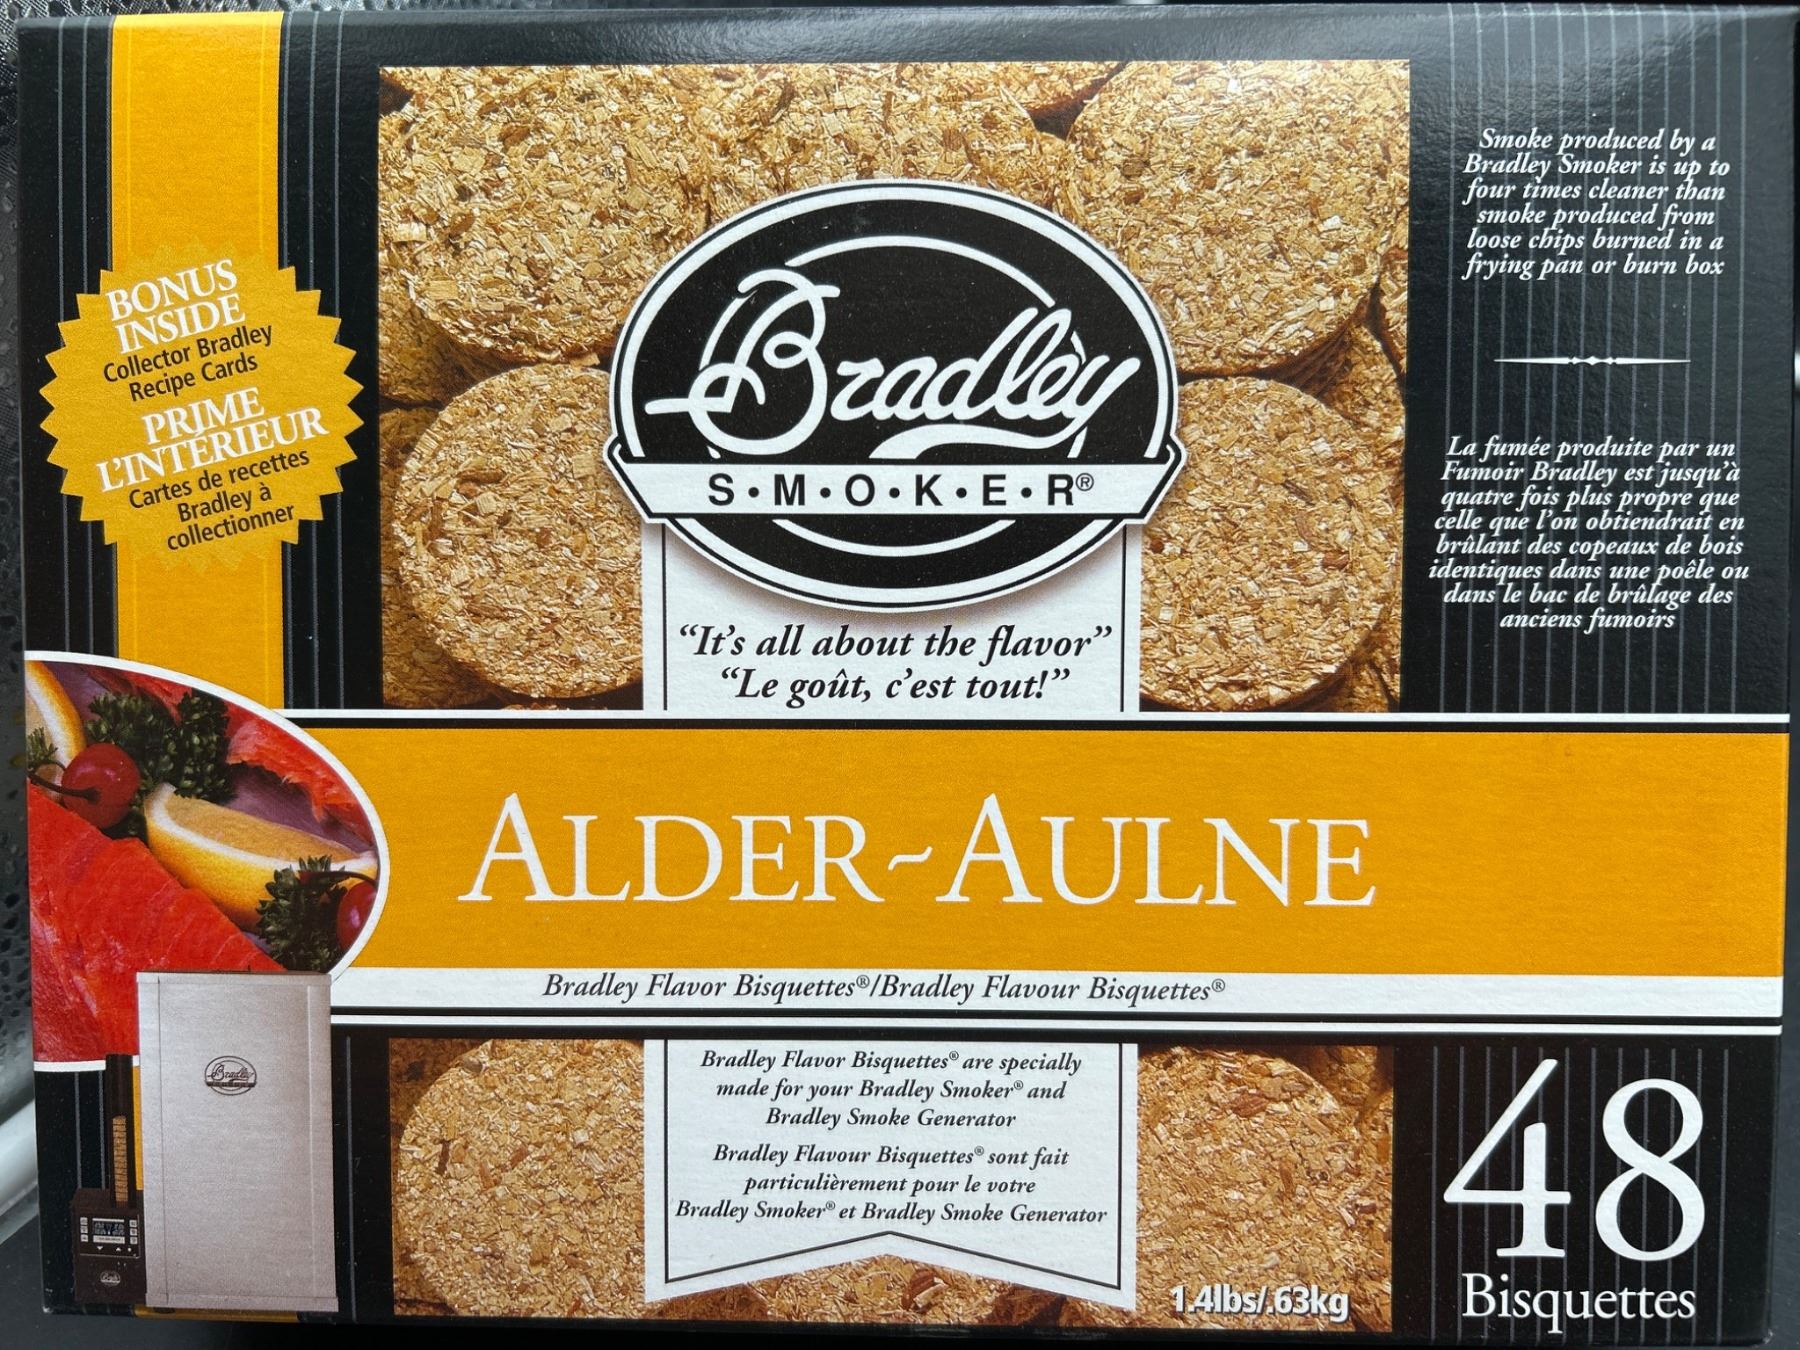 BONUS
INSIDE
Collector Bradley
Recipe Cards
PRIME
L'INTÉRIEUR
Cartes de recettes
Bradley à
collectionner
Bradley
S•M•O•K•E•R®
“It's all about the flavor”
“Le goût, c'est tout!”
Smoke produced by a
Bradley Smoker is up to
four times cleaner than
smoke produced from
loose chips burned in a
frying pan or burn box
La fumée produite par un
Fumoir Bradley est jusqu'à
quatre fois plus propre que
celle que l'on obtiendrait en
brûlant des copeaux de bois
identiques dans une poêle ou
dans le bac de brûlage des
anciens fumoirs
ALDER~AULNE
Bradley Flavor Bisquettes®/Bradley Flavour Bisquettes®
Bradley Flavor Bisquettes® are specially
made for your Bradley Smoker® and
Bradley Smoke Generator
Bradley Flavour Bisquettes® sont fait
particulièrement pour le votre
Bradley Smoker® et Bradley Smoke Generator
Bradley
1.4lbs/.63kg
48
Bisquettes